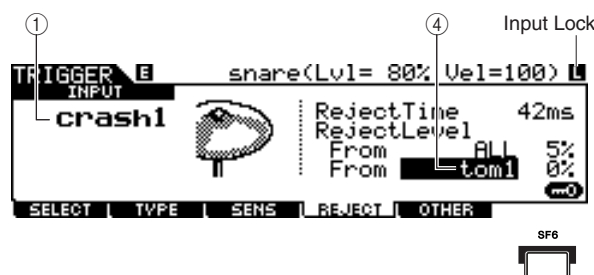 ① ④ Input Lock
TRIGGER E snare(Lvl= 80% Vel=100) L
INPUT
crash1
RejectTime 42ms
RejectLevel
From ALL 5%
From tom1 0%
SELECT TYPE SENS REJECT OTHER
SF6